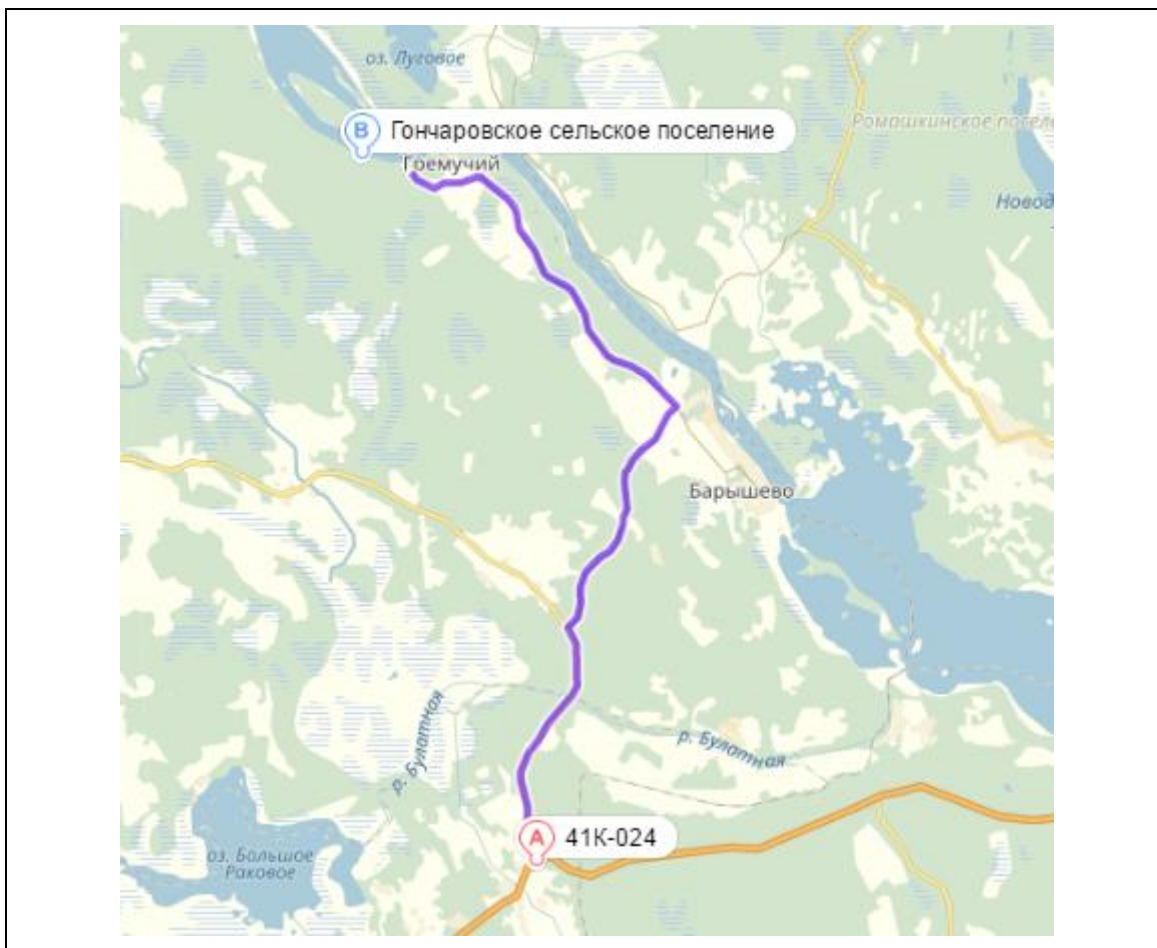 оз. Луговое
B Гончаровское сельское поселение
Ромашкинское посел
Гремучий
Новод
Барышево
р. Булатная
р. Булатная
A 41К-024
оз. Большое
Раковое